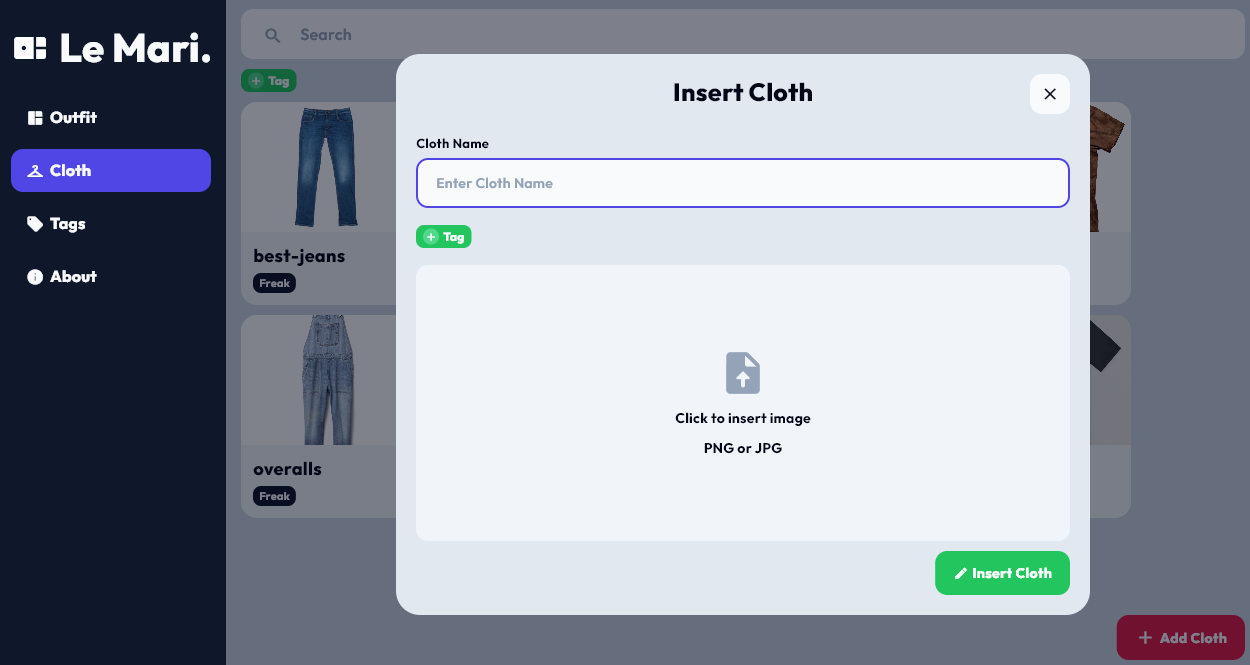 Le Mari.
Outfit
Cloth
Tags
About
Search
Tag
best-jeans
Freak
overalls
Freak
Insert Cloth
Cloth Name
Enter Cloth Name
Tag
Click to insert image
PNG or JPG
Insert Cloth
Add Cloth